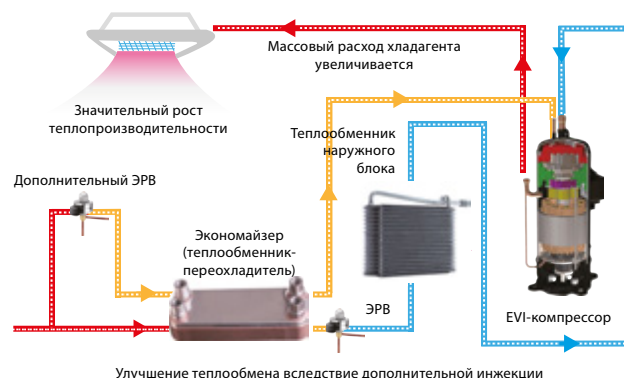 Массовый расход хладагента
увеличивается
Значительный рост
теплопроизводительности
Теплообменник
наружного
блока
Дополнительный ЭРВ
Экономайзер
(теплообменник-
переохладитель)
ЭРВ
EVI-компрессор
Улучшение теплообмена вследствие дополнительной инжекции